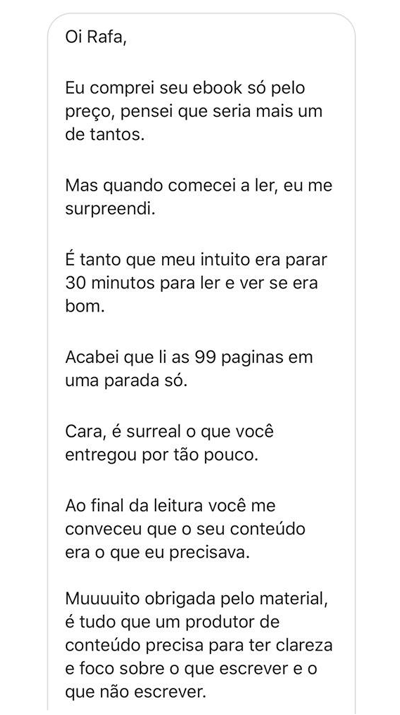 Oi Rafa,
Eu comprei seu ebook só pelo
preço, pensei que seria mais um
de tantos.
Mas quando comecei a ler, eu me
surpreendi.
É tanto que meu intuito era parar
30 minutos para ler e ver se era
bom.
Acabei que li as 99 paginas em
uma parada só.
Cara, é surreal o que você
entregou por tão pouco.
Ao final da leitura você me
conveceu que o seu conteúdo
era o que eu precisava.
Muuuuito obrigada pelo material,
é tudo que um produtor de
conteúdo precisa para ter clareza
e foco sobre o que escrever e o
que não escrever.